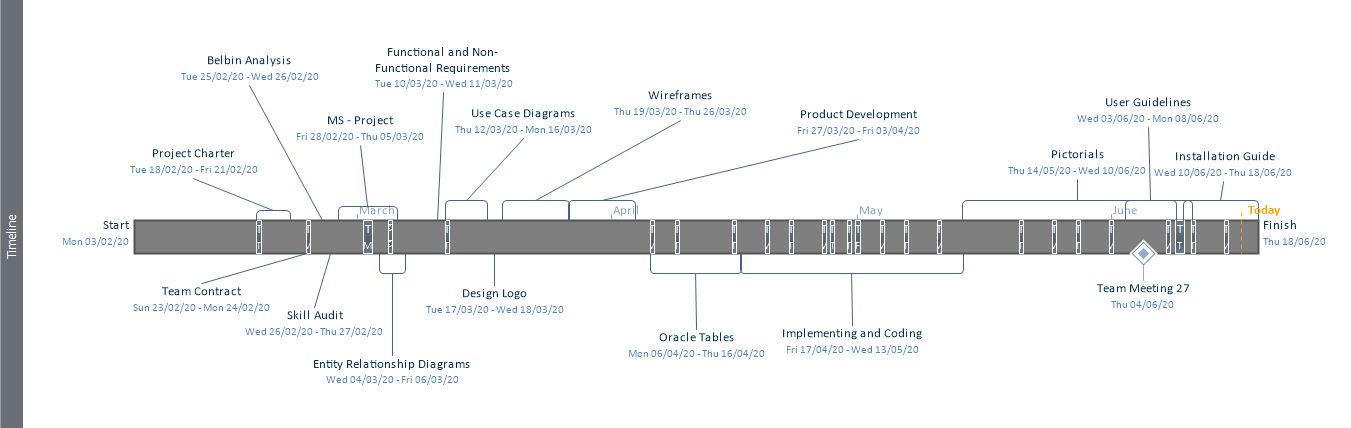 Timeline
Functional and Non-
Functional Requirements
Tue 10/03/20 - Wed 11/03/20
Belbin Analysis
Tue 25/02/20 - Wed 26/02/20
Wireframes
Thu 19/03/20 - Thu 26/03/20
User Guidelines
Wed 03/06/20 - Mon 08/06/20
MS - Project
Fri 28/02/20 - Thu 05/03/20
Use Case Diagrams
Thu 12/03/20 - Mon 16/03/20
Product Development
Fri 27/03/20 - Fri 03/04/20
Project Charter
Tue 18/02/20 - Fri 21/02/20
Pictorials
Thu 14/05/20 - Wed 10/06/20
Installation Guide
Wed 10/06/20 - Thu 18/06/20
March
April
May
June
Today
Start
Mon 03/02/20
Finish
Thu 18/06/20
Team Contract
Sun 23/02/20 - Mon 24/02/20
Skill Audit
Wed 26/02/20 - Thu 27/02/20
Design Logo
Tue 17/03/20 - Wed 18/03/20
Team Meeting 27
Thu 04/06/20
Oracle Tables
Mon 06/04/20 - Thu 16/04/20
Implementing and Coding
Fri 17/04/20 - Wed 13/05/20
Entity Relationship Diagrams
Wed 04/03/20 - Fri 06/03/20